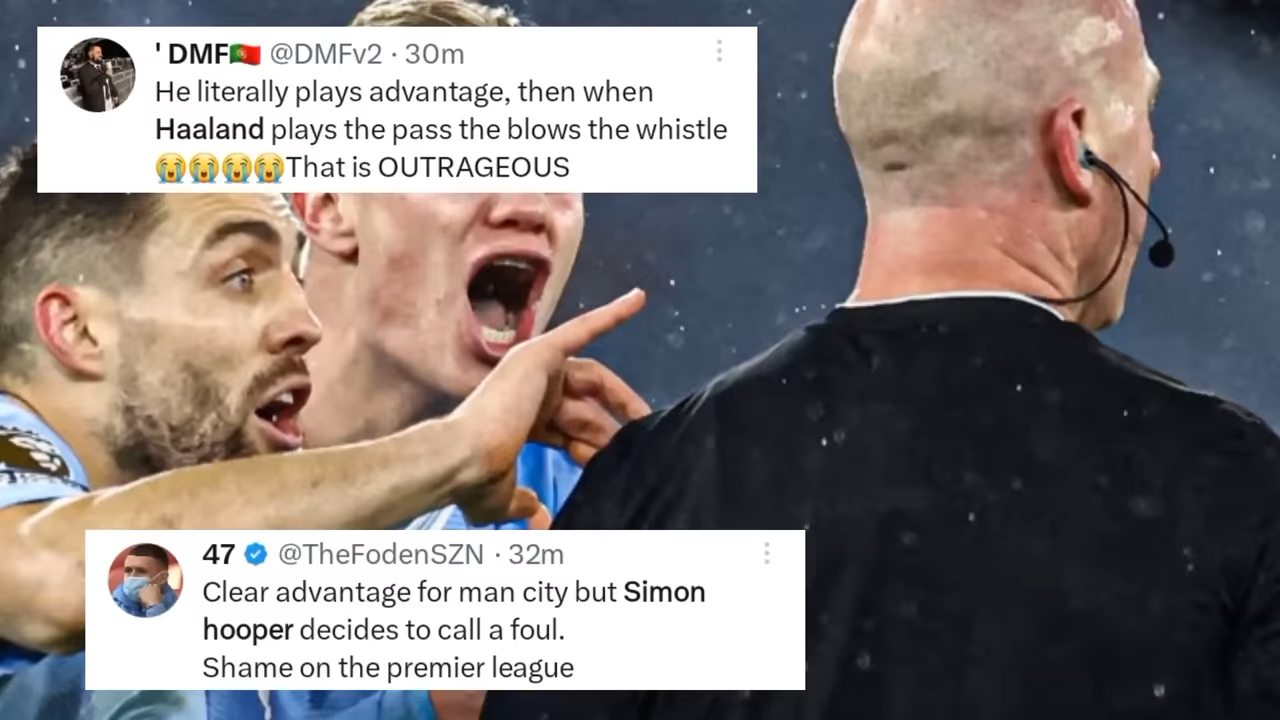 ' DMF🇵🇹 @DMFv2 · 30m
He literally plays advantage, then when
Haaland plays the pass the blows the whistle
😭😭😭😭That is OUTRAGEOUS
47 @TheFodenSZN · 32m
Clear advantage for man city but Simon
hooper decides to call a foul.
Shame on the premier league